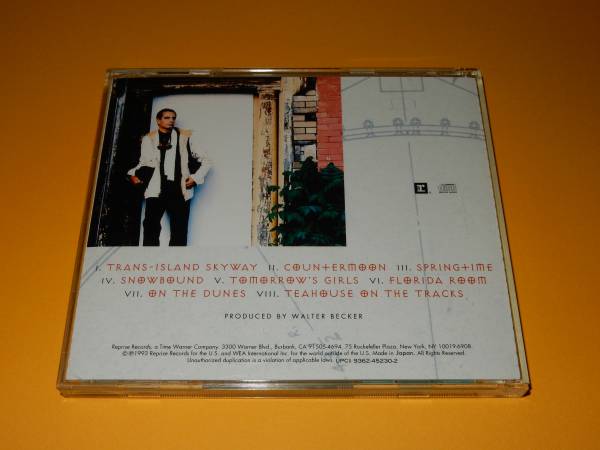 I. TRANS-ISLAND SKYWAY II. COUNTERMOON III. SPRINGTIME
IV. SNOWBOUND V. TOMORROW'S GIRLS VI. FLORIDA ROOM
VII. ON THE DUNES VIII. TEAHOUSE ON THE TRACKS
PRODUCED BY WALTER BECKER
Reprise Records, a Time Warner Company. 3300 Warner Blvd., Burbank, CA 91505-4694. 75 Rockefeller Plaza, New York, NY 10019-6908.
©℗1993 Reprise Records for the U.S. and WEA International Inc. for the world outside of the U.S. Made in Japan. All Rights Reserved.
Unauthorized duplication is a violation of applicable laws. UPC 9362-45230-2